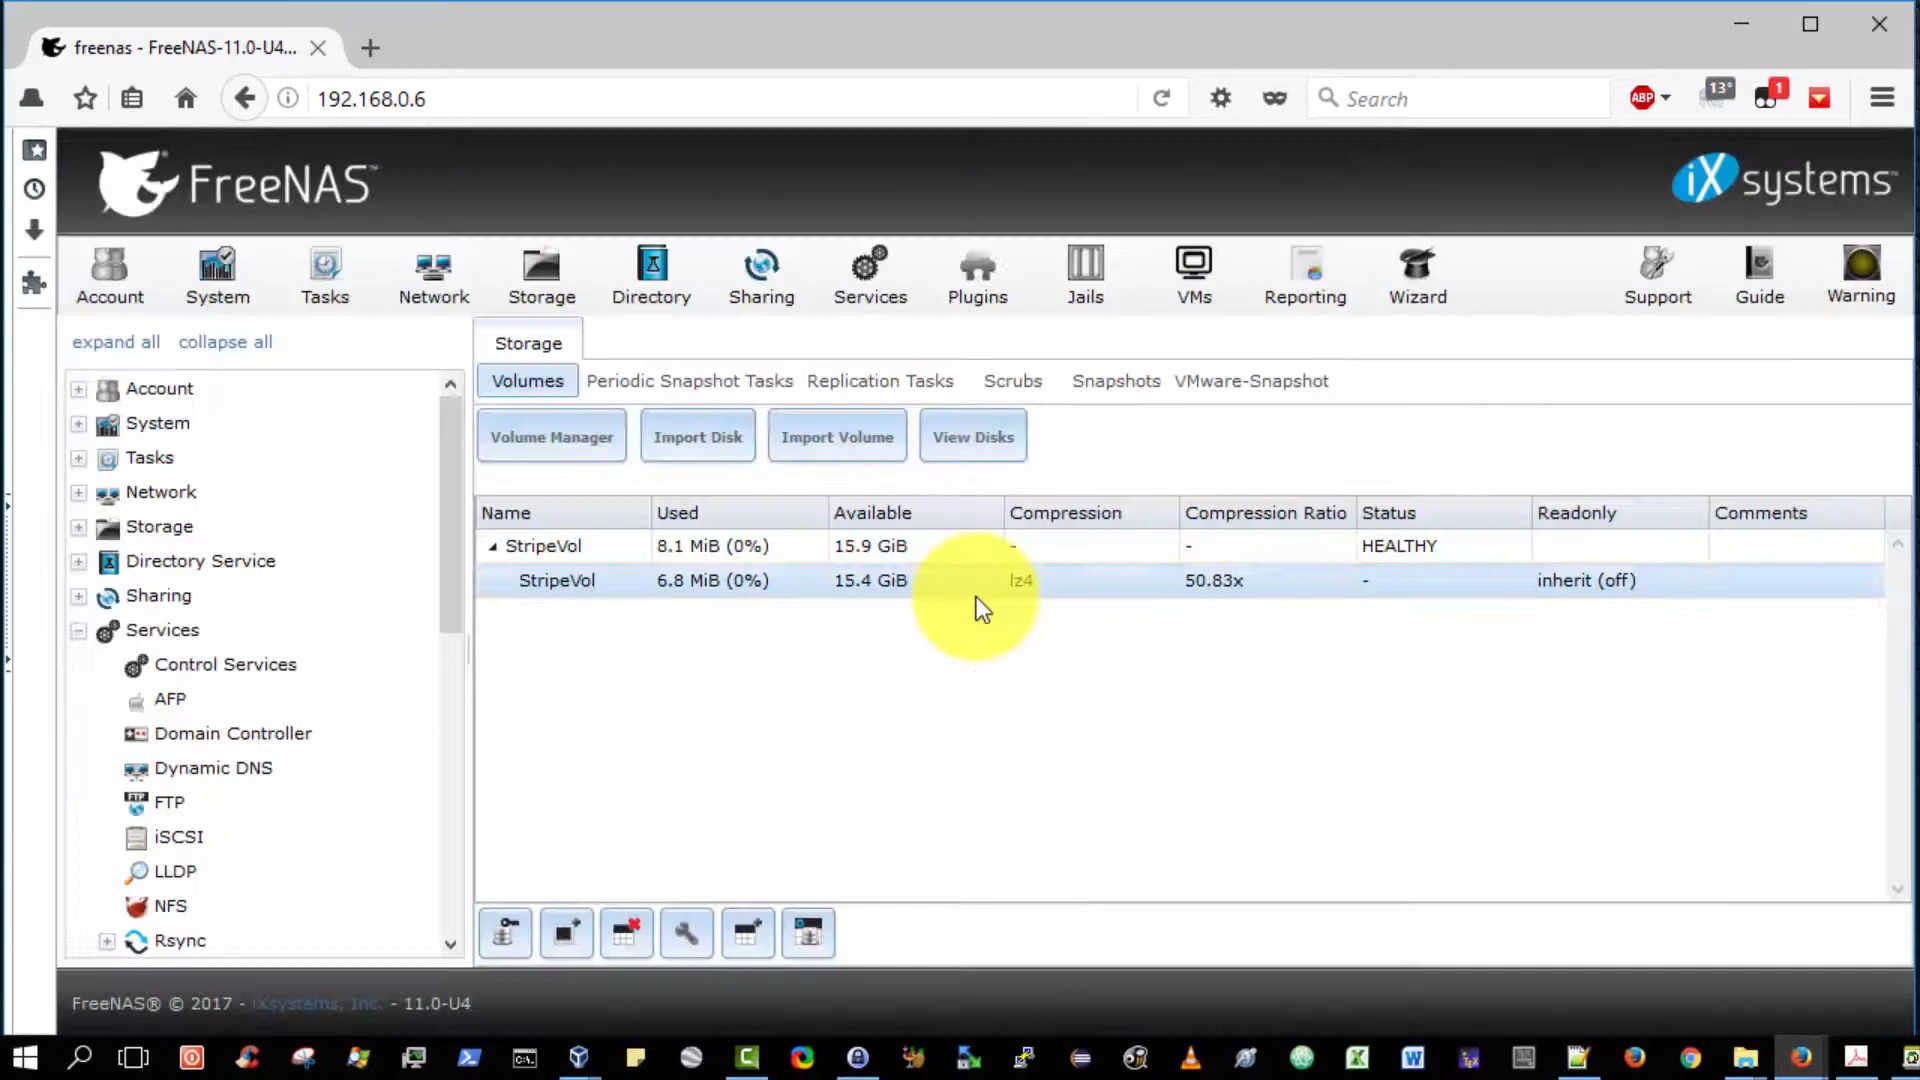 freenas - FreeNAS-11.0-U4...
192.168.0.6
Search
ABP
13°
1
FreeNAS™
iX systems™
Account System Tasks Network Storage Directory Sharing Services Plugins Jails VMs Reporting Wizard Support Guide Warning
expand all collapse all
Account
System
Tasks
Network
Storage
Directory Service
Sharing
Services
Control Services
AFP
Domain Controller
Dynamic DNS
FTP
iSCSI
LLDP
NFS
Rsync
Storage
Volumes Periodic Snapshot Tasks Replication Tasks Scrubs Snapshots VMware-Snapshot
Volume Manager Import Disk Import Volume View Disks
Name Used Available Compression Compression Ratio Status Readonly Comments
StripeVol 8.1 MiB (0%) 15.9 GiB - - HEALTHY
StripeVol 6.8 MiB (0%) 15.4 GiB lz4 50.83x - inherit (off)
FreeNAS® © 2017 - iXsystems, Inc. - 11.0-U4